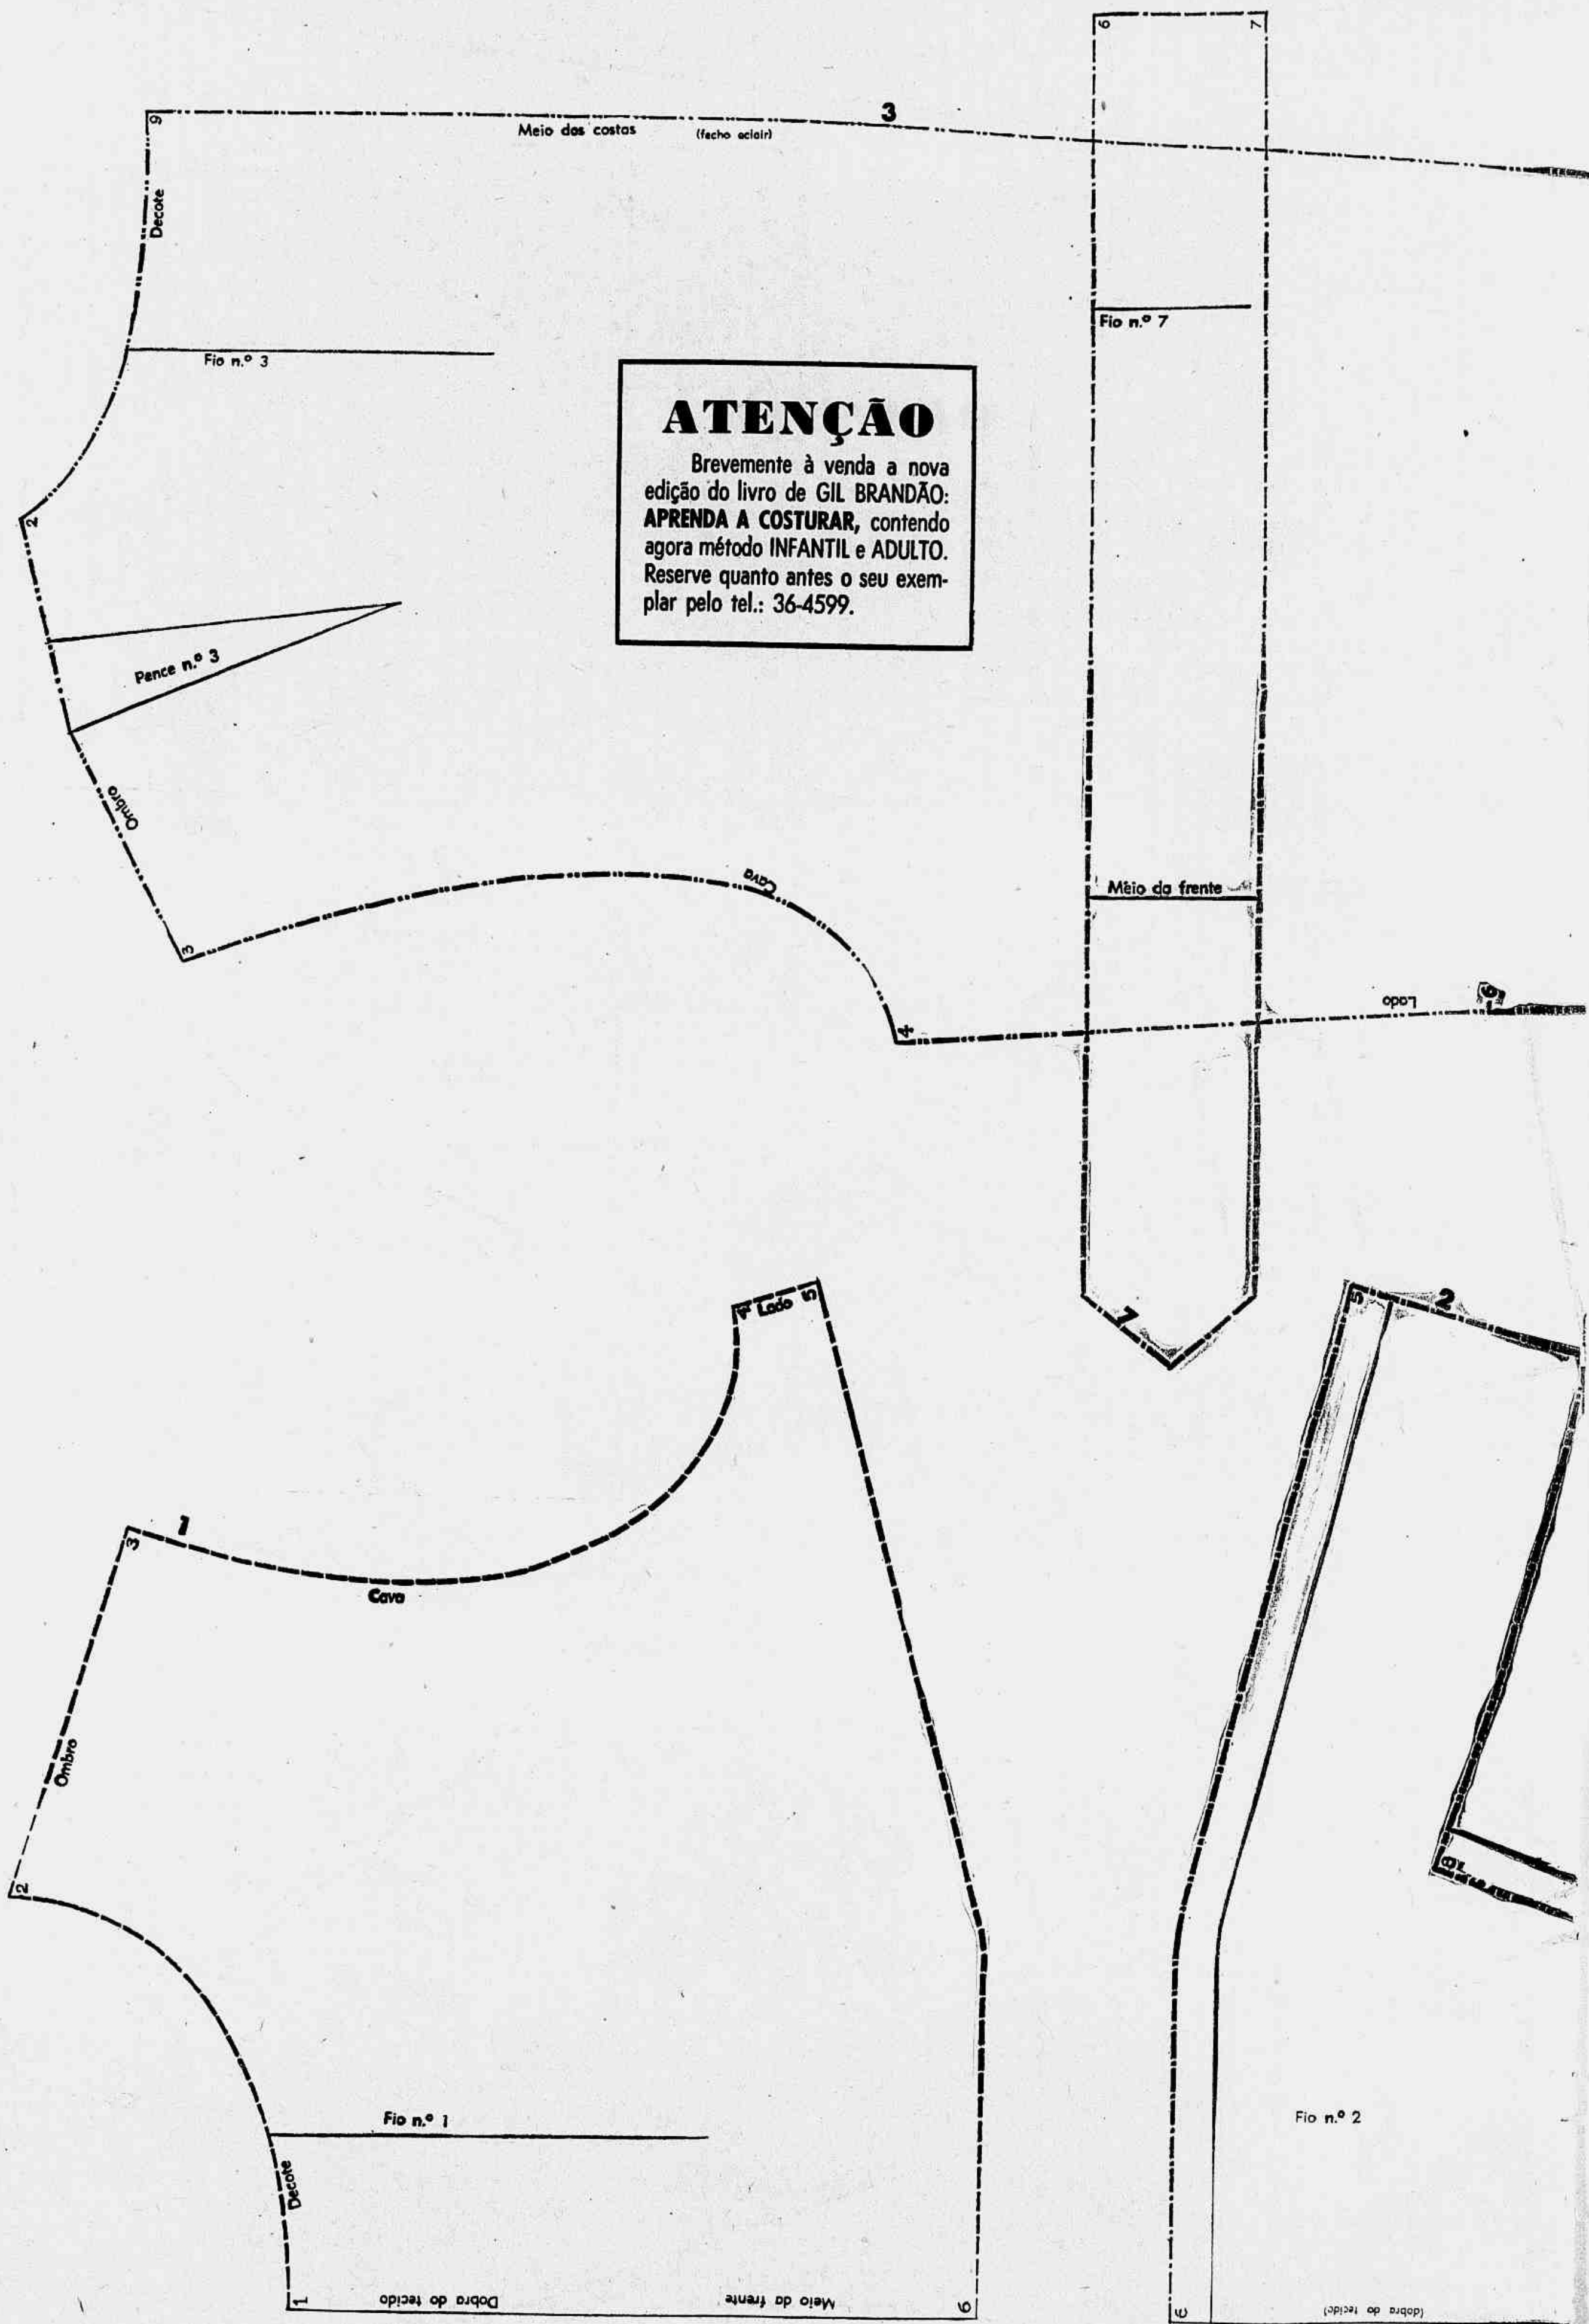 6
7
9
Meio das costas
(fecho eclair)
3
Decote
Fio n.º 3
Fio n.º 7
ATENÇÃO
Brevemente à venda a nova
edição do livro de GIL BRANDÃO:
APRENDA A COSTURAR, contendo
agora método INFANTIL e ADULTO.
Reserve quanto antes o seu exem-
plar pelo tel.: 36-4599.
2
Pence n.º 3
Ombro
3
Cava
Meio da frente
4
Lado
7
4
Lado
5
5
2
3
1
Cava
Ombro
2
8
Fio n.º 1
Fio n.º 2
Decote
1
Dobra do tecido
Meio da frente
6
(dobra do tecido)